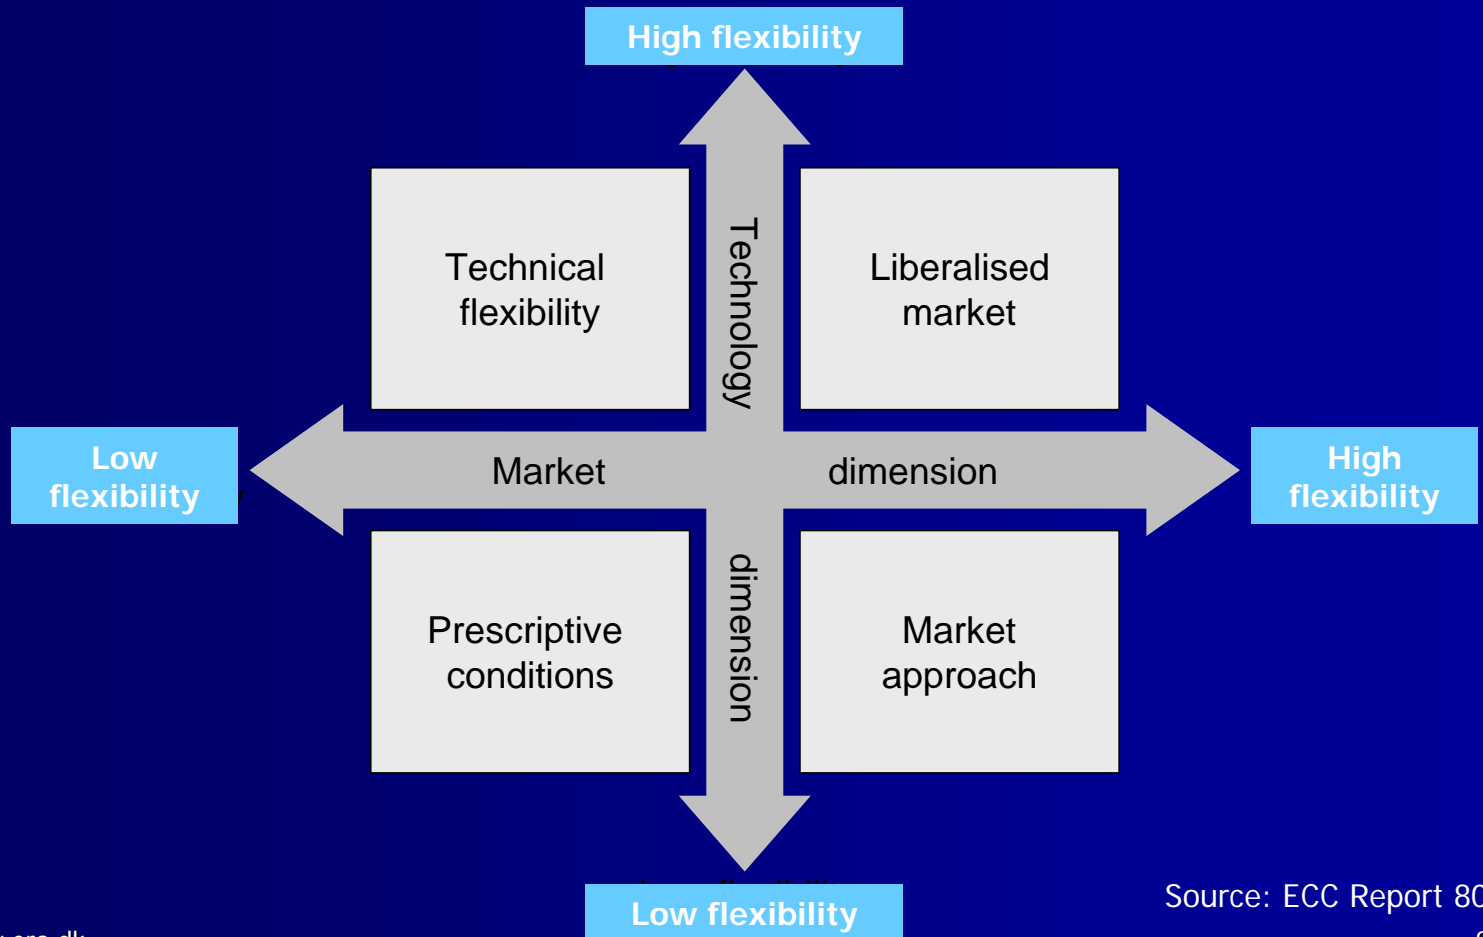 High flexibility
Technical
flexibility
Technology
Liberalised
market
Low
flexibility
Market dimension
High
flexibility
Prescriptive
conditions
dimension
Market
approach
Low flexibility
Source: ECC Report 80